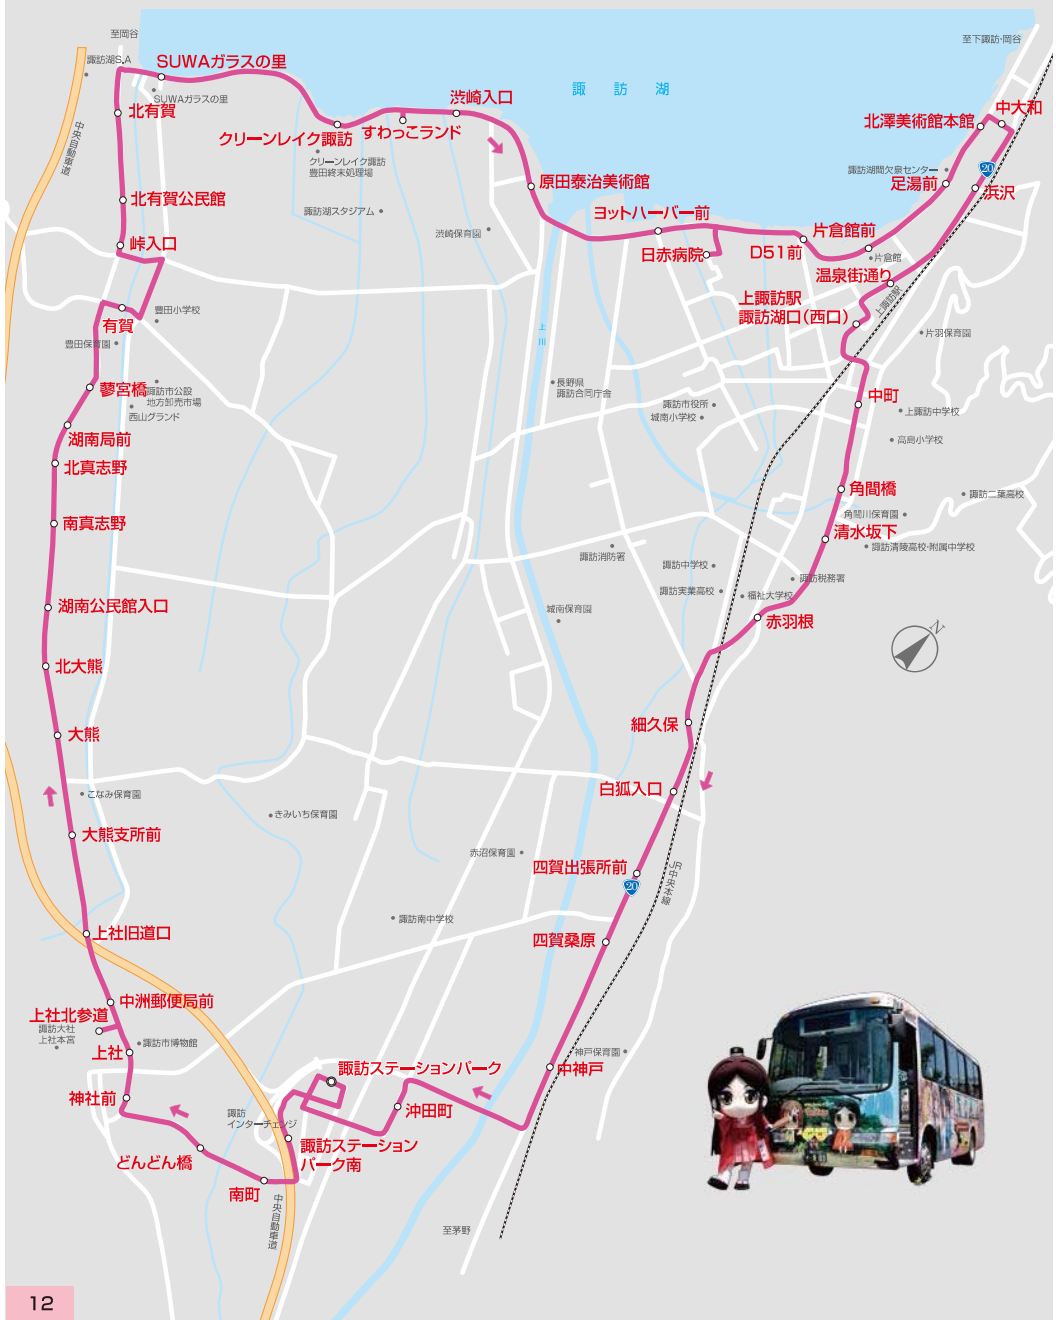 至岡谷
諏訪湖S.A
SUWAガラスの里
SUWAガラスの里
北有賀
中央自動車道
クリーンレイク諏訪
クリーンレイク諏訪
豊田終末処理場
すわっこランド
渋崎入口
諏訪湖
至下諏訪・岡谷
中大和
北澤美術館本館
20
諏訪湖間欠泉センター
足湯前
浜沢
北有賀公民館
諏訪湖スタジアム
原田泰治美術館
渋崎保育園
ヨットハーバー前
日赤病院
D51前
片倉館前
片倉館
温泉街通り
上諏訪駅
上諏訪駅
諏訪湖口(西口)
片羽保育園
峠入口
有賀
豊田小学校
豊田保育園
上川
蓼宮橋
諏訪市公設
地方卸売市場
西山グランド
長野県
諏訪合同庁舎
諏訪市役所
城南小学校
中町
上諏訪中学校
高島小学校
湖南局前
北真志野
南真志野
角間橋
諏訪二葉高校
角間川保育園
清水坂下
諏訪清陵高校・附属中学校
諏訪消防署
諏訪中学校
諏訪実業高校
諏訪税務署
福祉大学校
赤羽根
城南保育園
N
湖南公民館入口
北大熊
大熊
細久保
白狐入口
こなみ保育園
きみいち保育園
大熊支所前
赤沼保育園
四賀出張所前
20
JR中央本線
諏訪南中学校
四賀桑原
上社旧道口
中洲郵便局前
上社北参道
諏訪大社
上社本宮
上社
諏訪市博物館
神社前
神戸保育園
中神戸
諏訪ステーションパーク
沖田町
諏訪
インターチェンジ
諏訪ステーション
パーク南
どんどん橋
南町
中央自動車道
至茅野
12